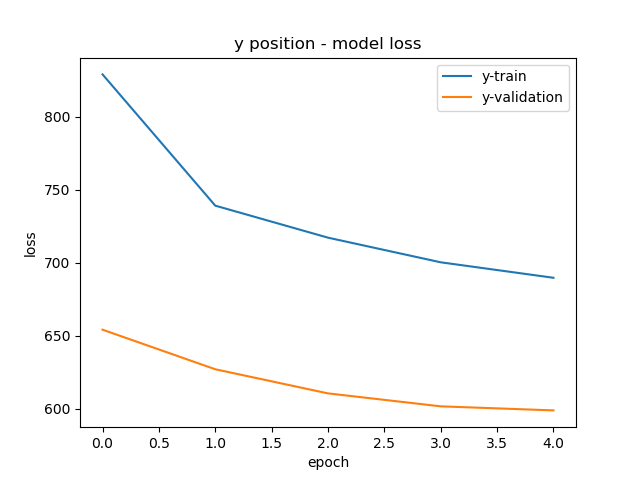 y position - model loss
y-train
y-validation
800
750
700
650
600
loss
0.0 0.5 1.0 1.5 2.0 2.5 3.0 3.5 4.0
epoch